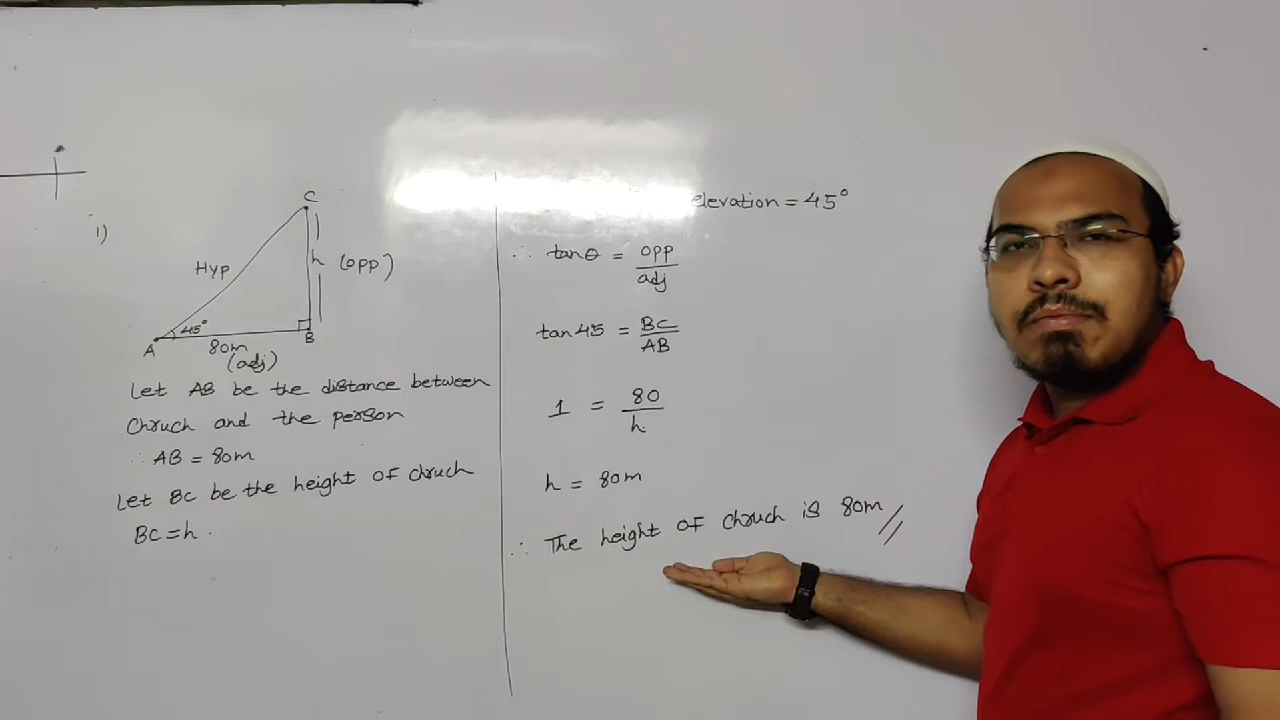 i)
C
Hyp
h (opp)
45°
A
80m
B
(adj)
Let AB be the distance between
Chruch and the person
∴ AB = 80m
Let BC be the height of chruch
BC = h .
elevation = 45°
∴ tanθ = opp/adj
tan45 = BC/AB
1 = 80/h
h = 80m
∴ The height of chruch is 80m //